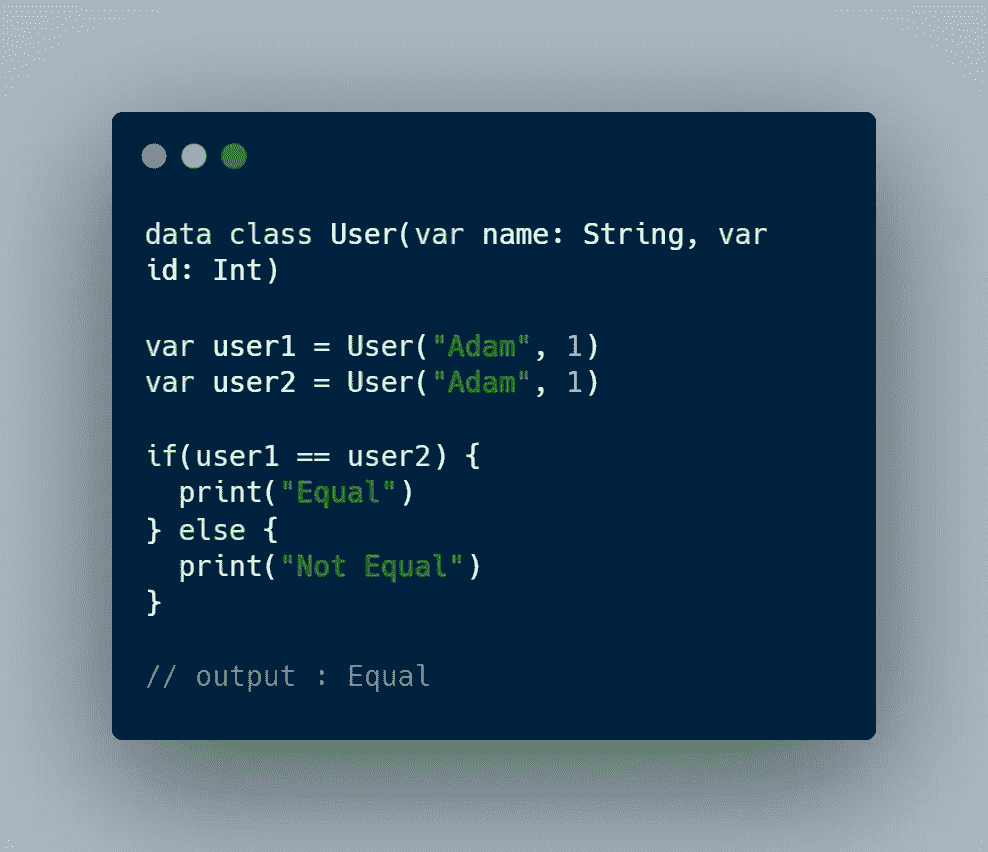 data class User(var name: String, var
id: Int)

var user1 = User("Adam", 1)
var user2 = User("Adam", 1)

if(user1 == user2) {
  print("Equal")
} else {
  print("Not Equal")
}

// output : Equal